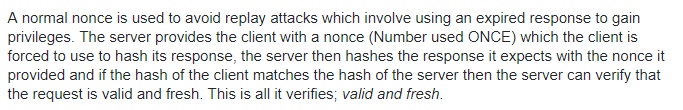 A normal nonce is used to avoid replay attacks which involve using an expired response to gain
privileges. The server provides the client with a nonce (Number used ONCE) which the client is
forced to use to hash its response, the server then hashes the response it expects with the nonce it
provided and if the hash of the client matches the hash of the server then the server can verify that
the request is valid and fresh. This is all it verifies; valid and fresh.